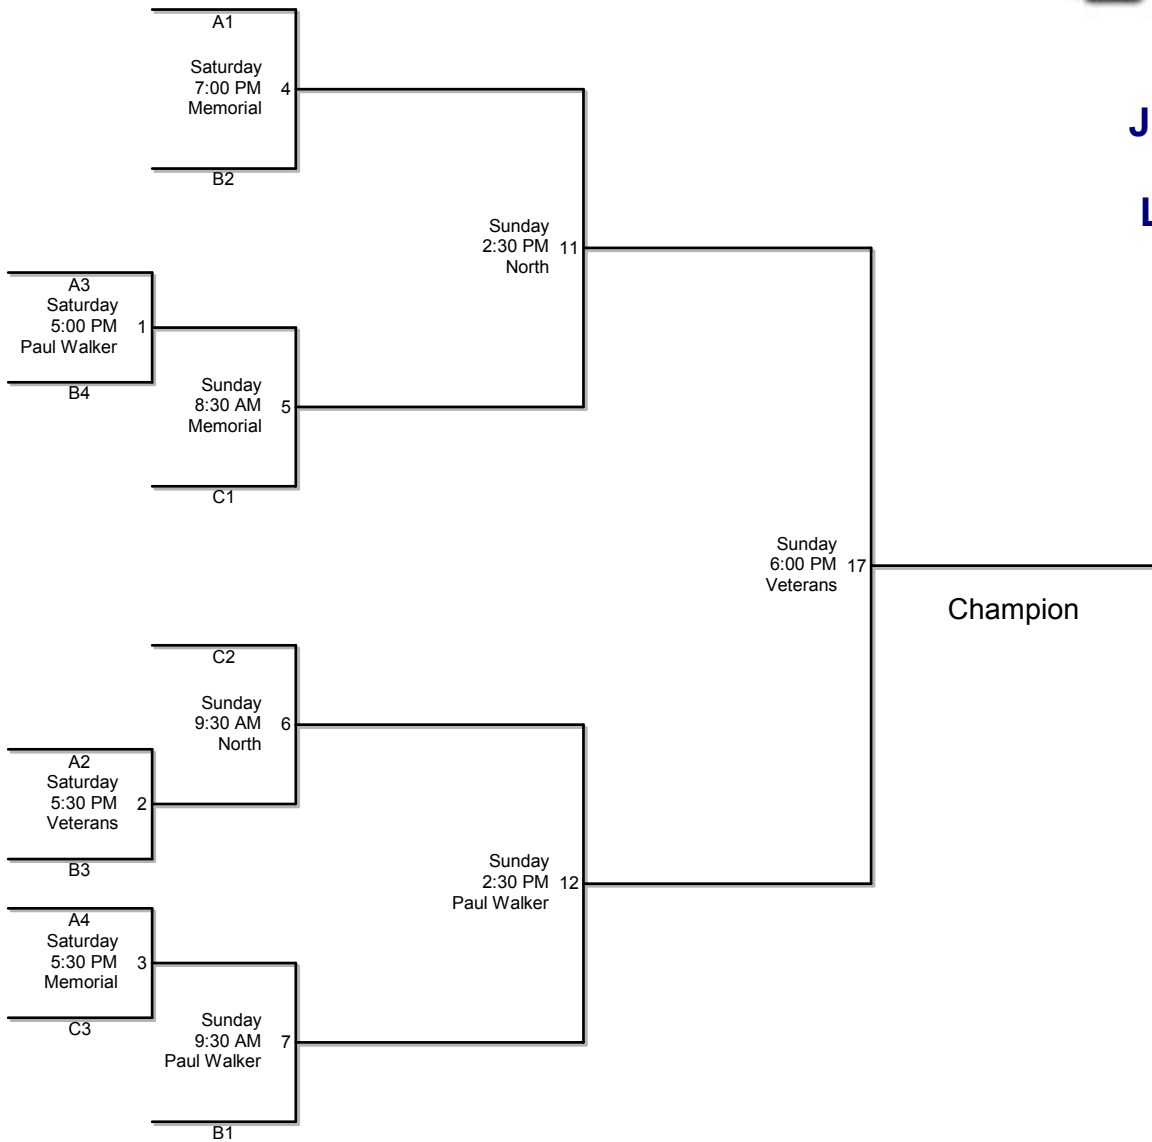 A1
Saturday
7:00 PM 4
Memorial
B2
Sunday
2:30 PM 11
North
A3
Saturday
5:00 PM 1
Paul Walker
B4
Sunday
8:30 AM 5
Memorial
C1
Sunday
6:00 PM 17
Veterans
Champion
C2
Sunday
9:30 AM 6
North
A2
Saturday
5:30 PM 2
Veterans
B3
Sunday
2:30 PM 12
Paul Walker
A4
Saturday
5:30 PM 3
Memorial
C3
Sunday
9:30 AM 7
Paul Walker
B1
J
L